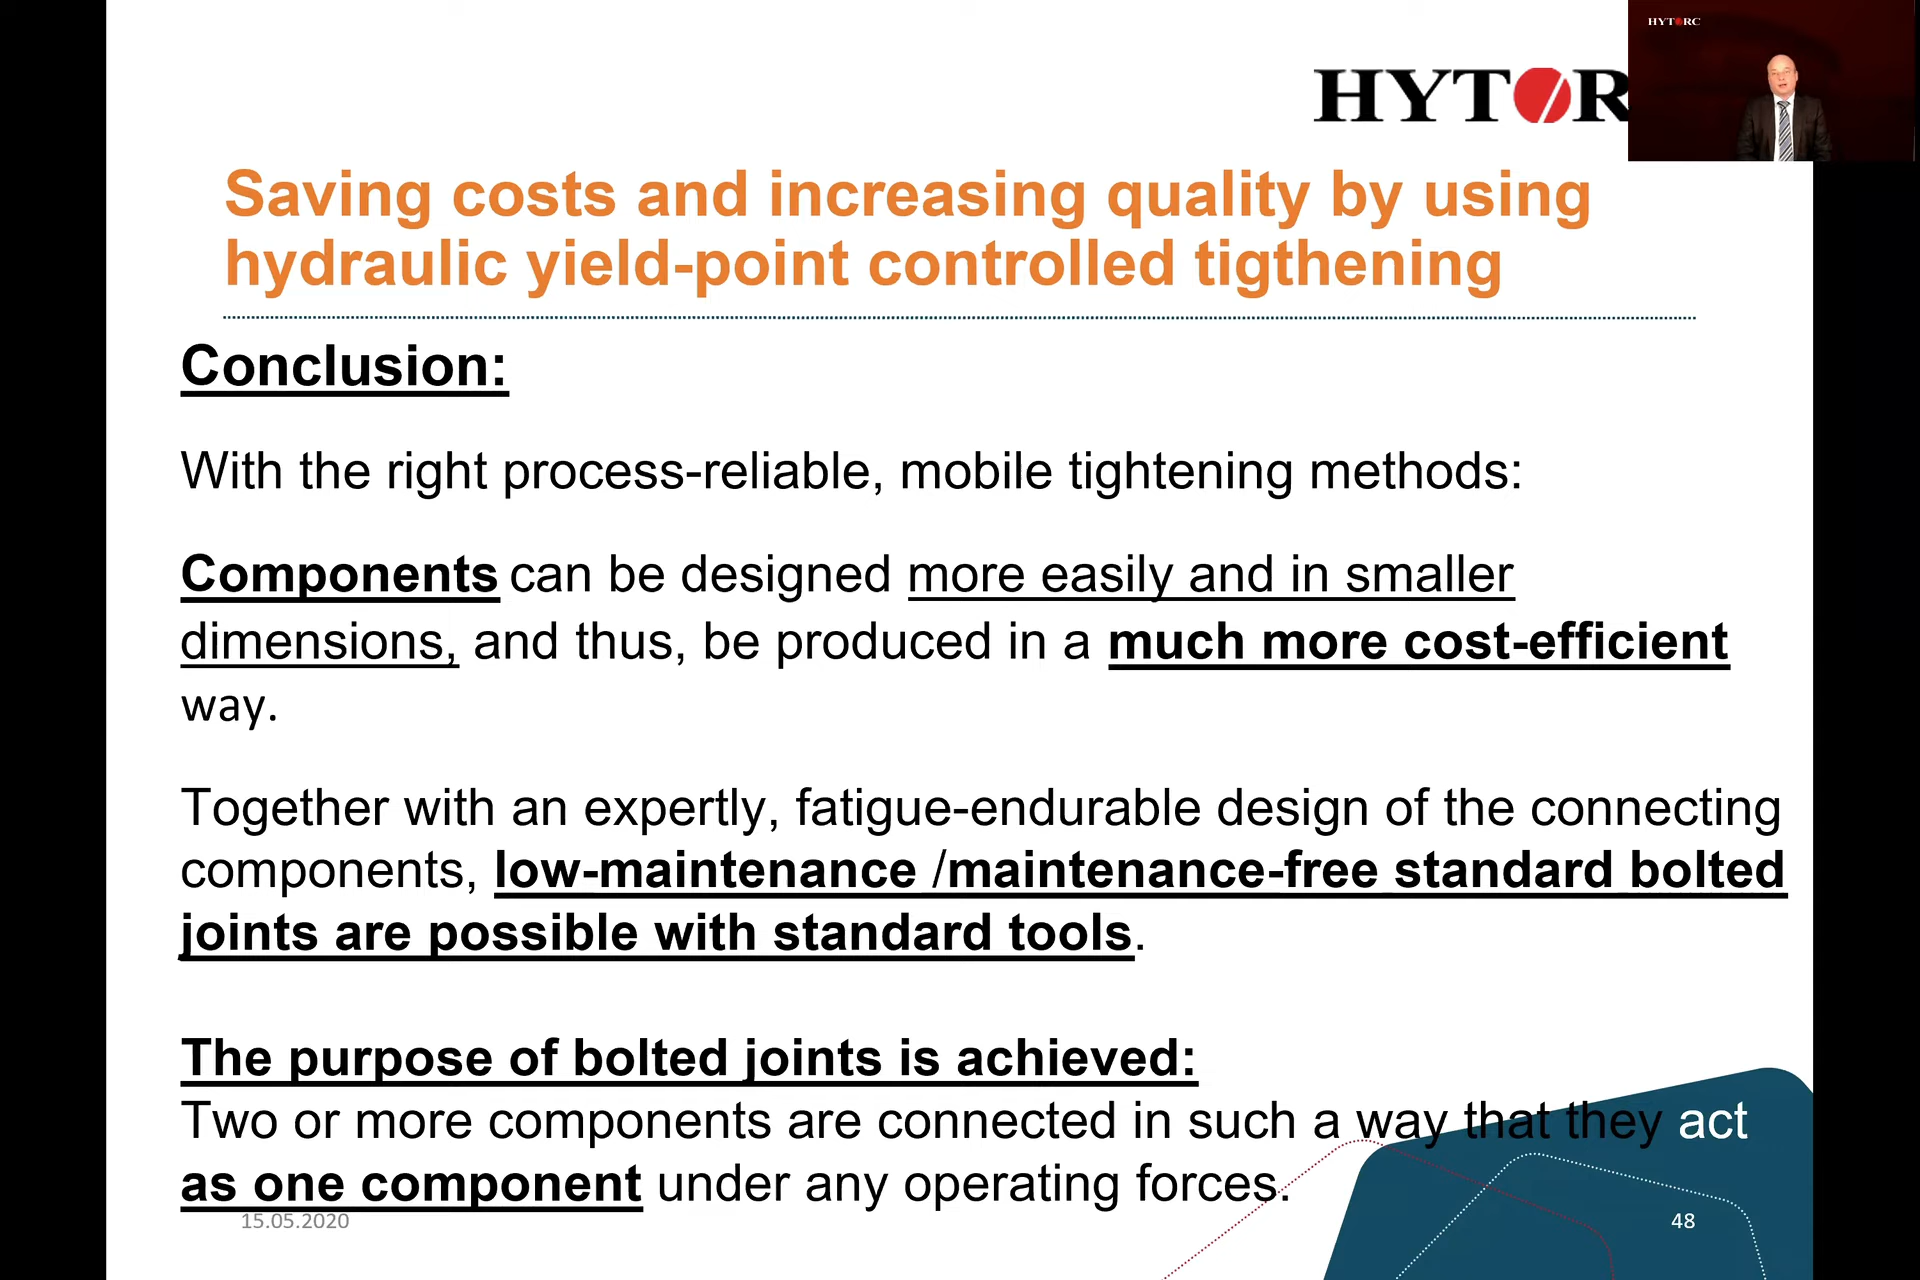 HYTORC
HYTORC
Saving costs and increasing quality by using
hydraulic yield-point controlled tigthening
Conclusion:
With the right process-reliable, mobile tightening methods:
Components can be designed more easily and in smaller
dimensions, and thus, be produced in a much more cost-efficient
way.
Together with an expertly, fatigue-endurable design of the connecting
components, low-maintenance /maintenance-free standard bolted
joints are possible with standard tools.
The purpose of bolted joints is achieved:
Two or more components are connected in such a way that they act
as one component under any operating forces.
15.05.2020
48